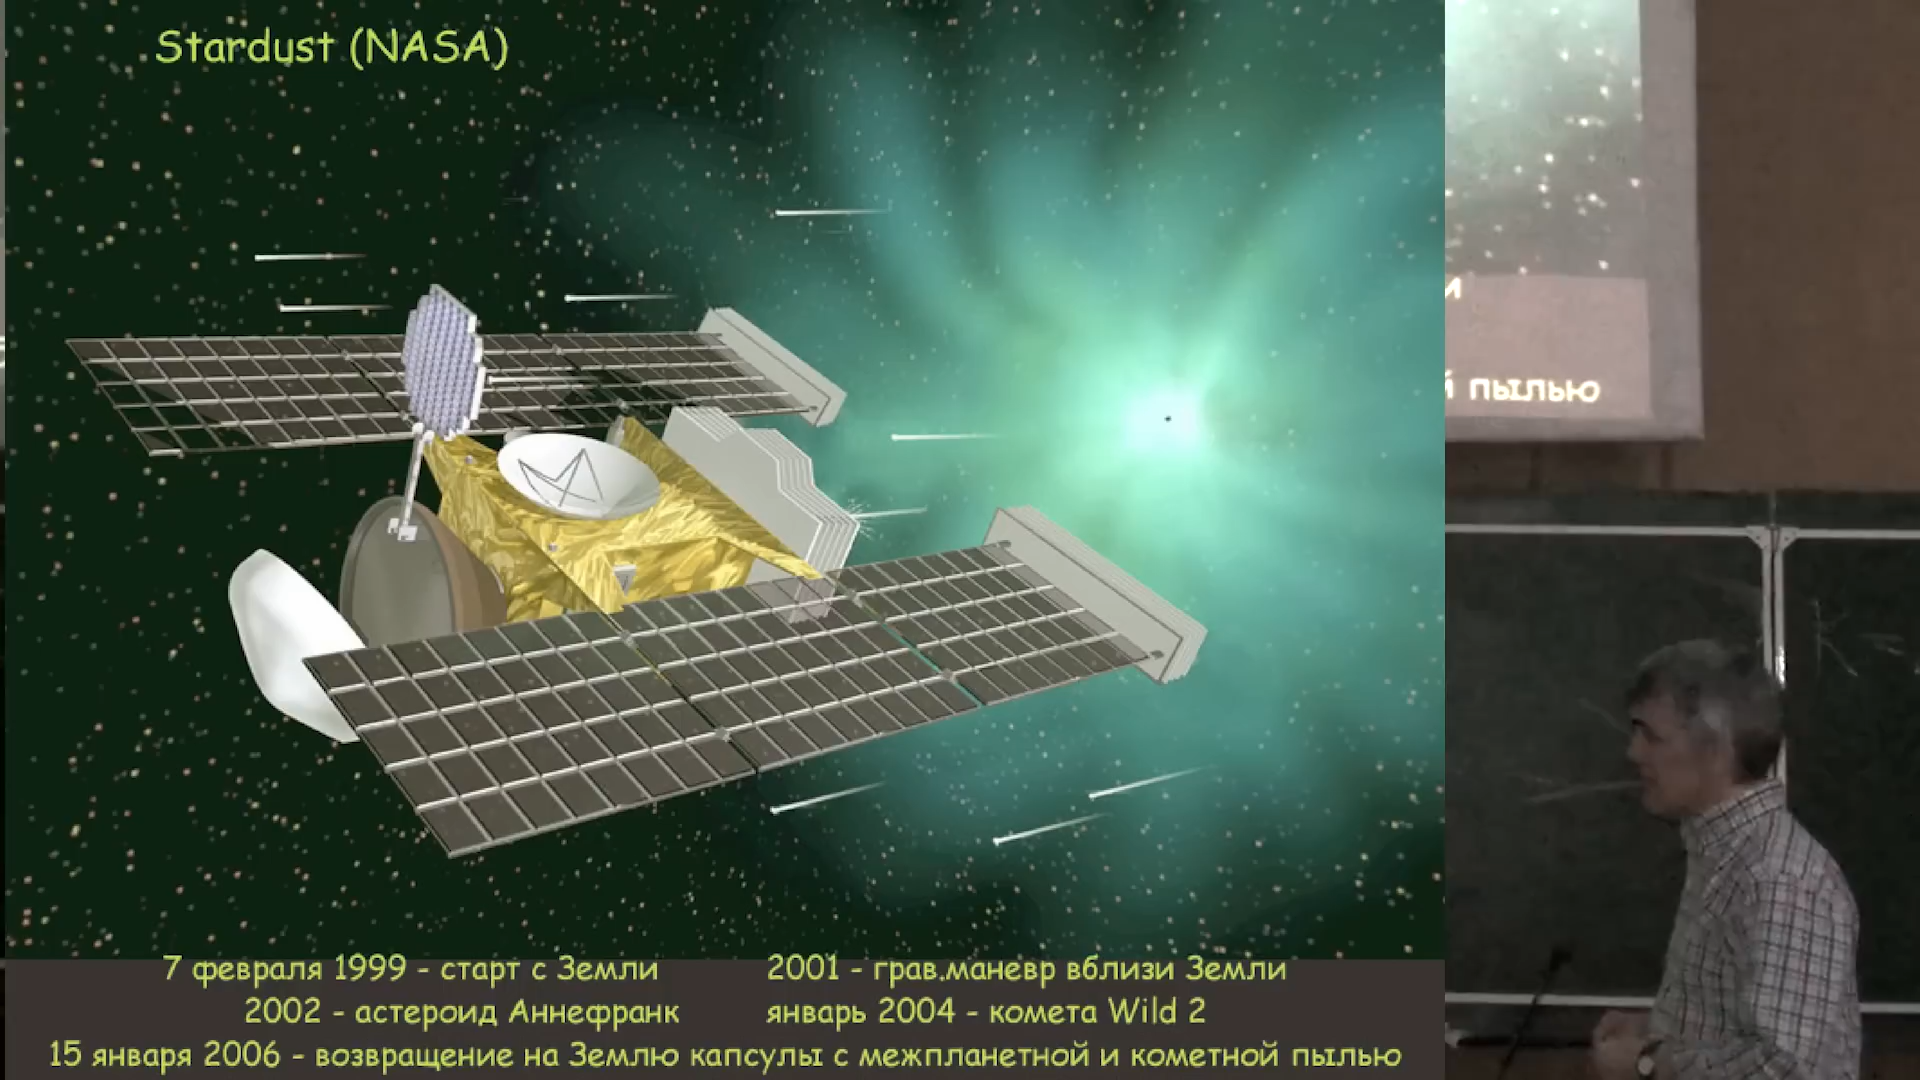 Stardust (NASA)
7 февраля 1999 - старт с Земли
2001 - грав.маневр вблизи Земли
2002 - астероид Аннефранк
январь 2004 - комета Wild 2
15 января 2006 - возвращение на Землю капсулы с межпланетной и кометной пылью
и
й пылью